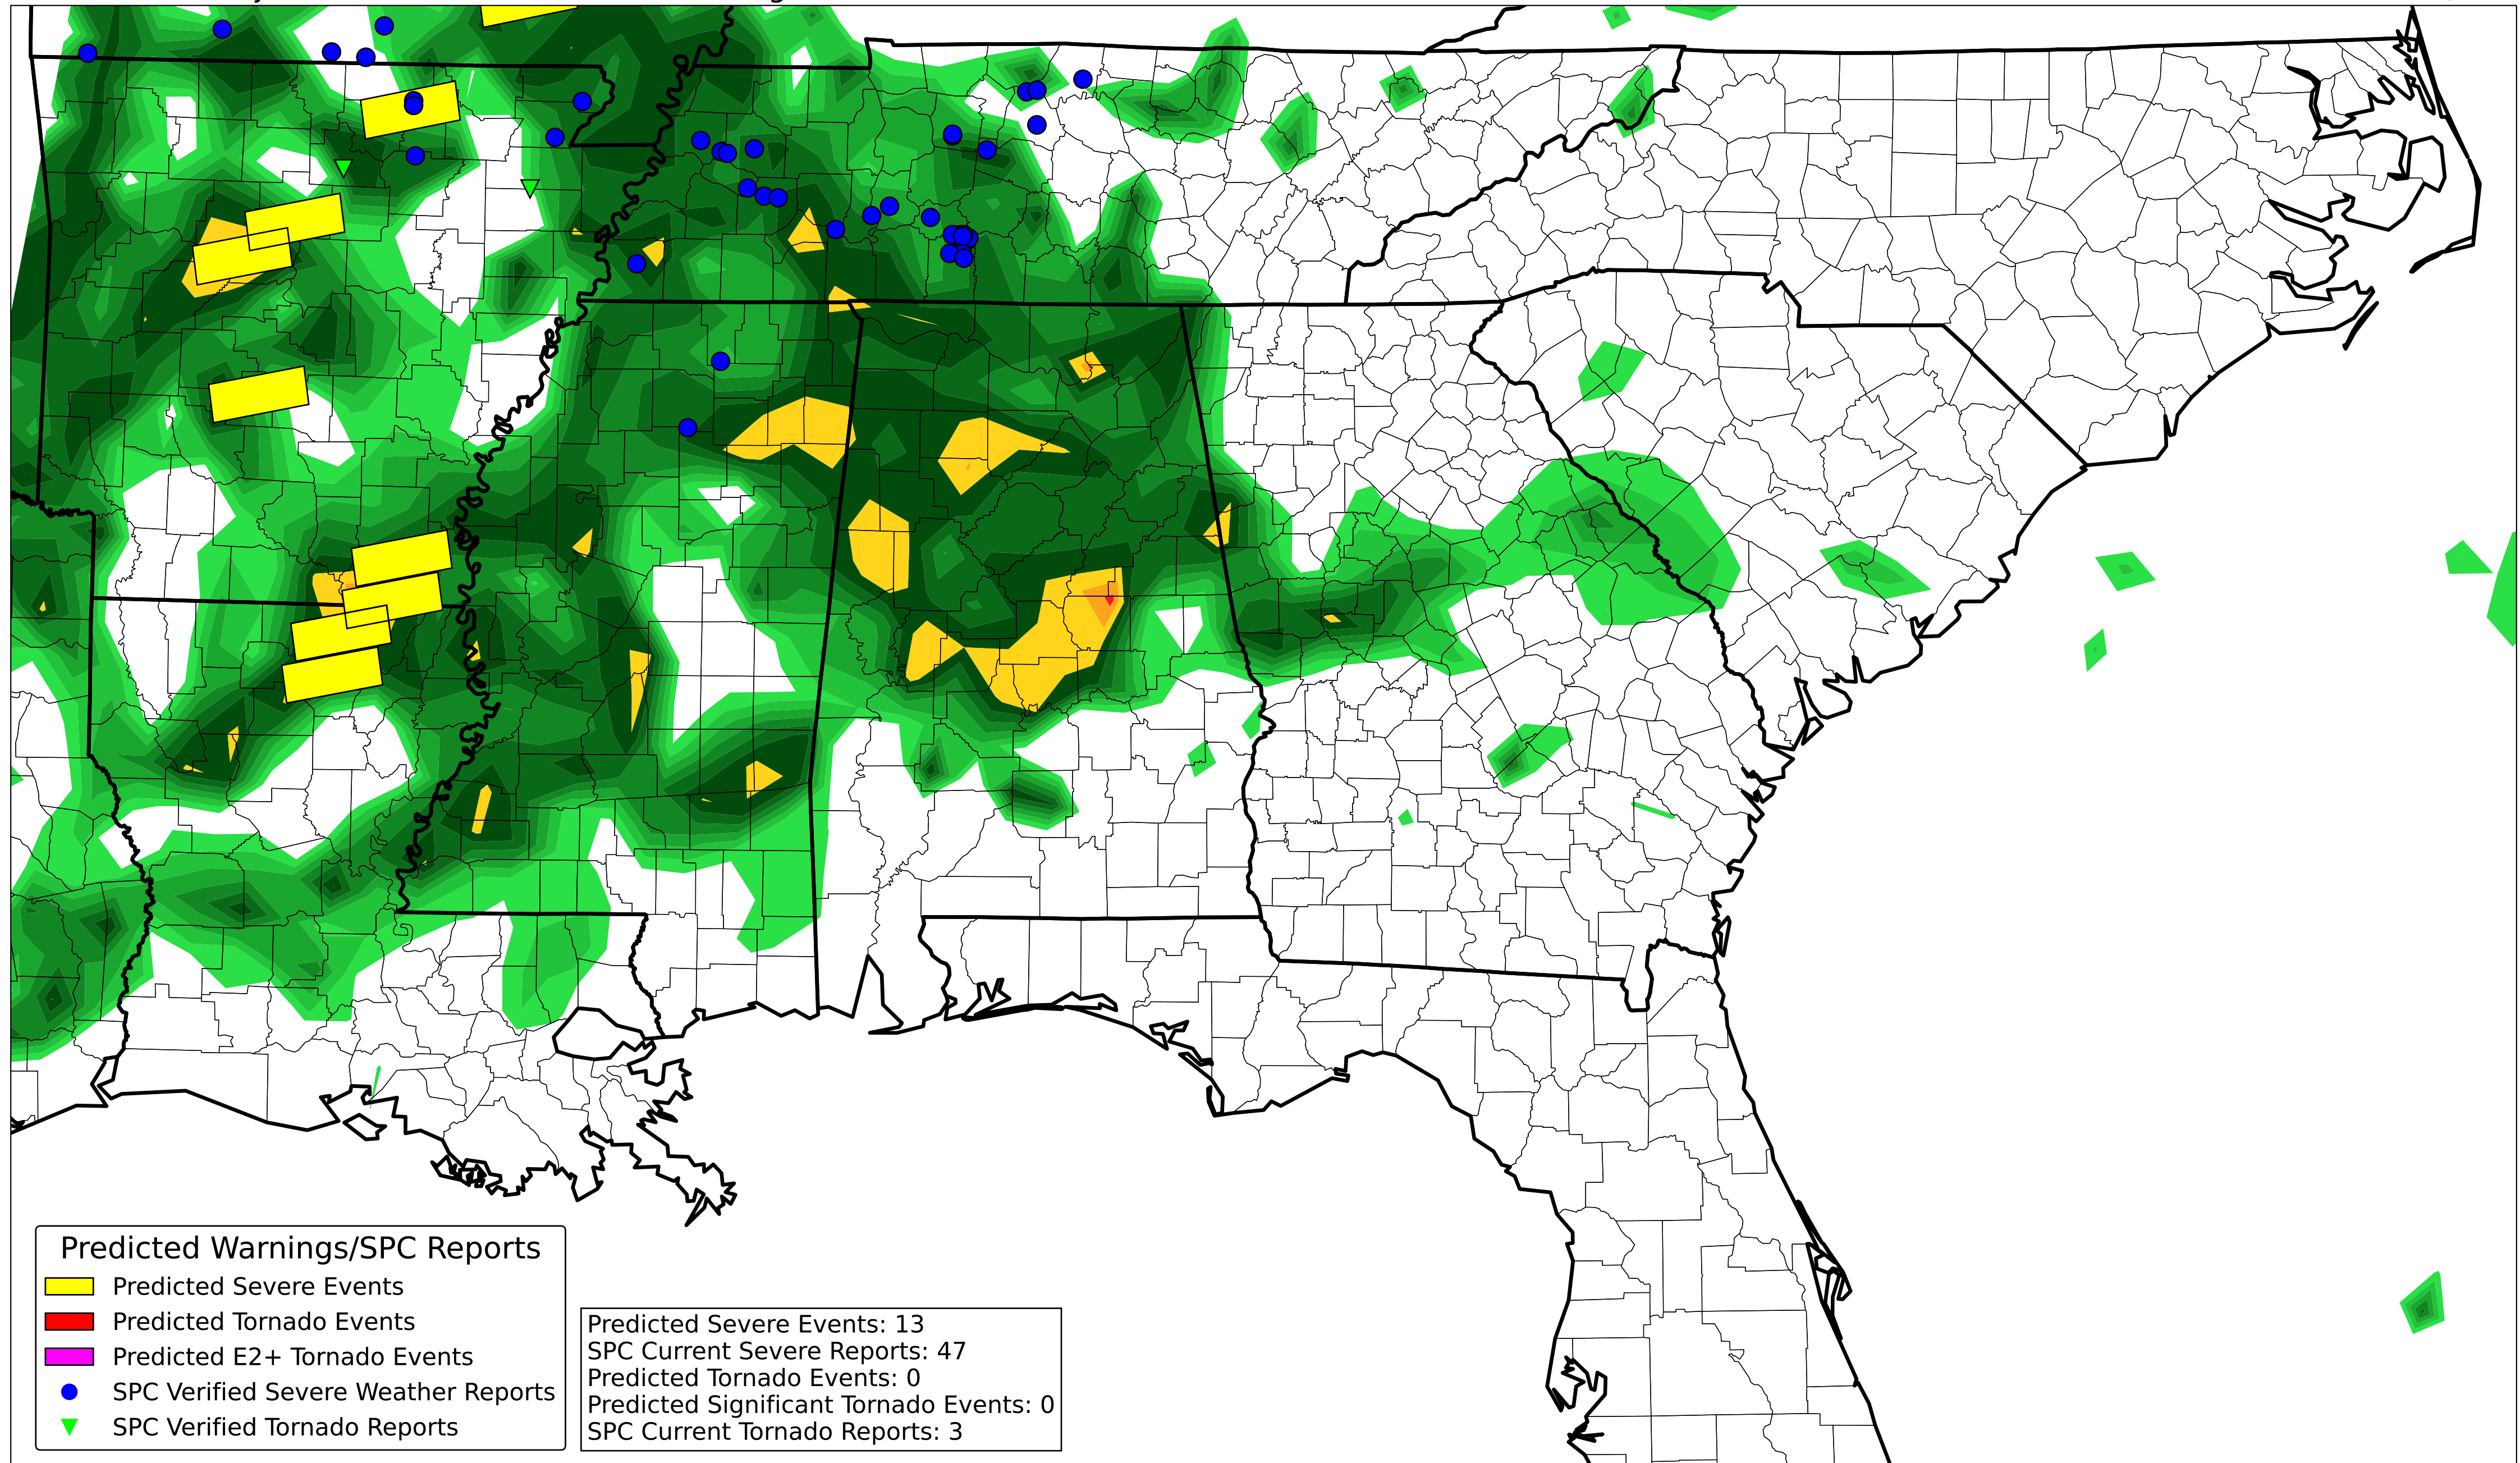 Predicted Warnings/SPC Reports
Predicted Severe Events
Predicted Tornado Events
Predicted E2+ Tornado Events
SPC Verified Severe Weather Reports
SPC Verified Tornado Reports
Predicted Severe Events: 13
SPC Current Severe Reports: 47
Predicted Tornado Events: 0
Predicted Significant Tornado Events: 0
SPC Current Tornado Reports: 3